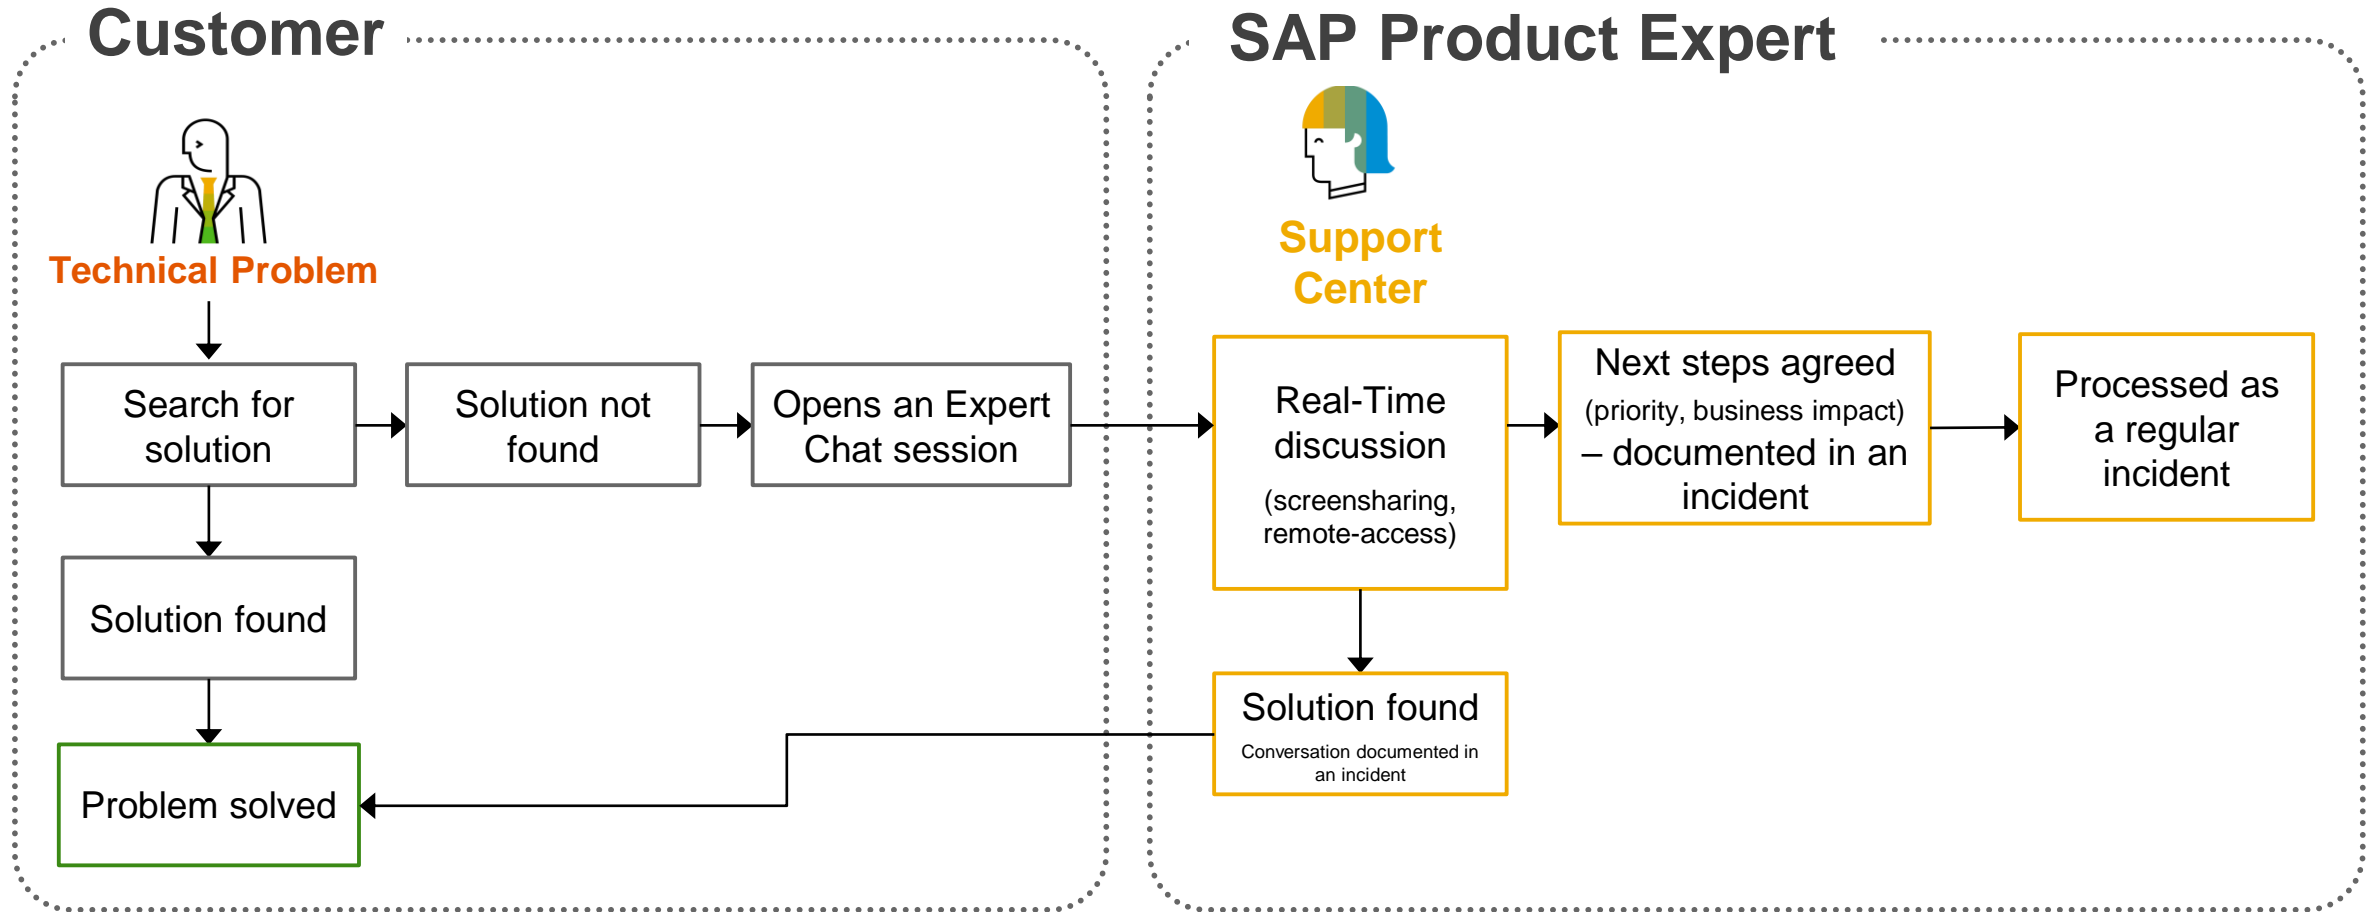 Customer
SAP Product Expert
Technical Problem
Support
Center
Search for
solution
Solution not
found
Opens an Expert
Chat session
Real-Time
discussion
(screensharing,
remote-access)
Next steps agreed
(priority, business impact)
– documented in an
incident
Processed as
a regular
incident
Solution found
Solution found
Conversation documented in
an incident
Problem solved